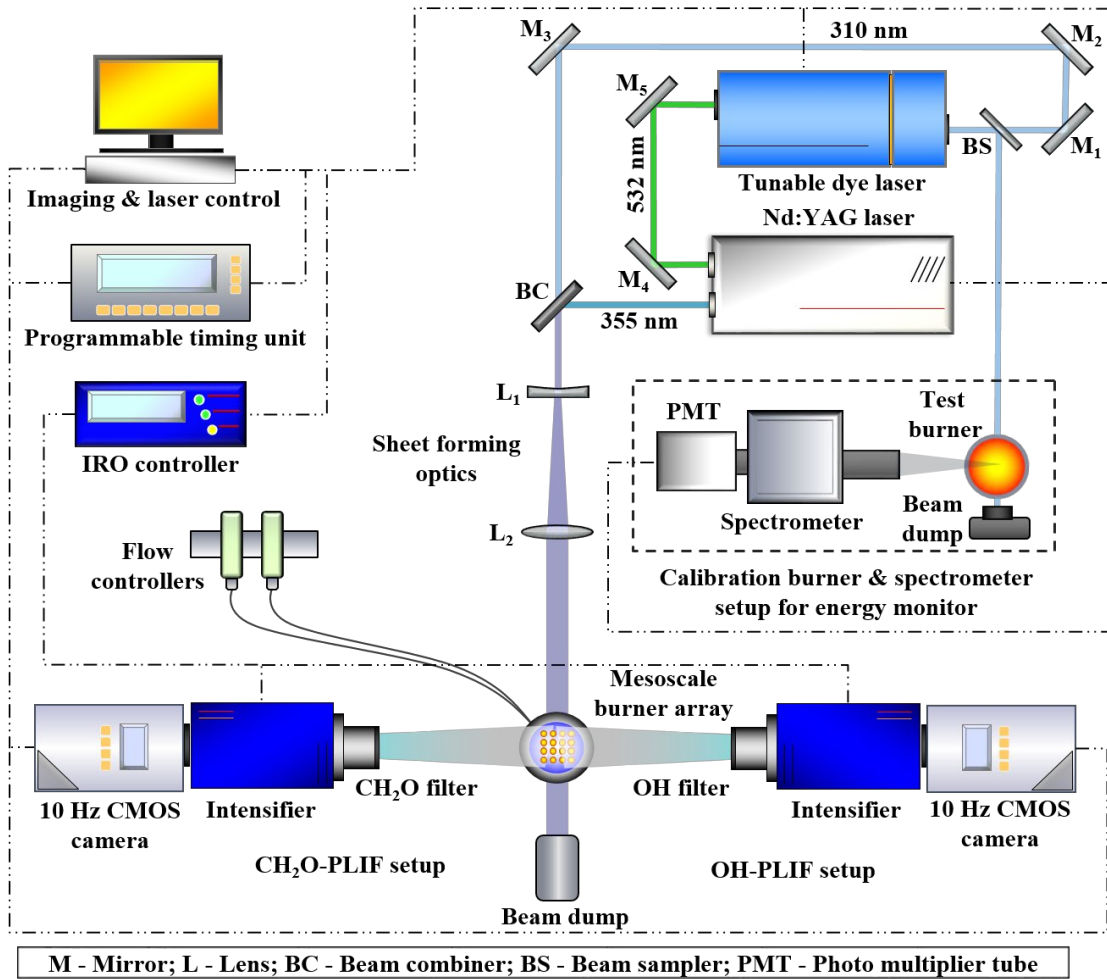 M₃
310 nm
M₂
M₅
532 nm
BS
M₁
Imaging & laser control
Tunable dye laser
Nd:YAG laser
M₄
BC
355 nm
Programmable timing unit
L₁
PMT
Test
burner
Sheet forming
optics
IRO controller
Spectrometer
Beam
dump
L₂
Flow
controllers
Calibration burner & spectrometer
setup for energy monitor
Mesoscale
burner array
CH₂O filter
OH filter
10 Hz CMOS
camera
Intensifier
Intensifier
10 Hz CMOS
camera
CH₂O-PLIF setup
OH-PLIF setup
Beam dump
M - Mirror; L - Lens; BC - Beam combiner; BS - Beam sampler; PMT - Photo multiplier tube